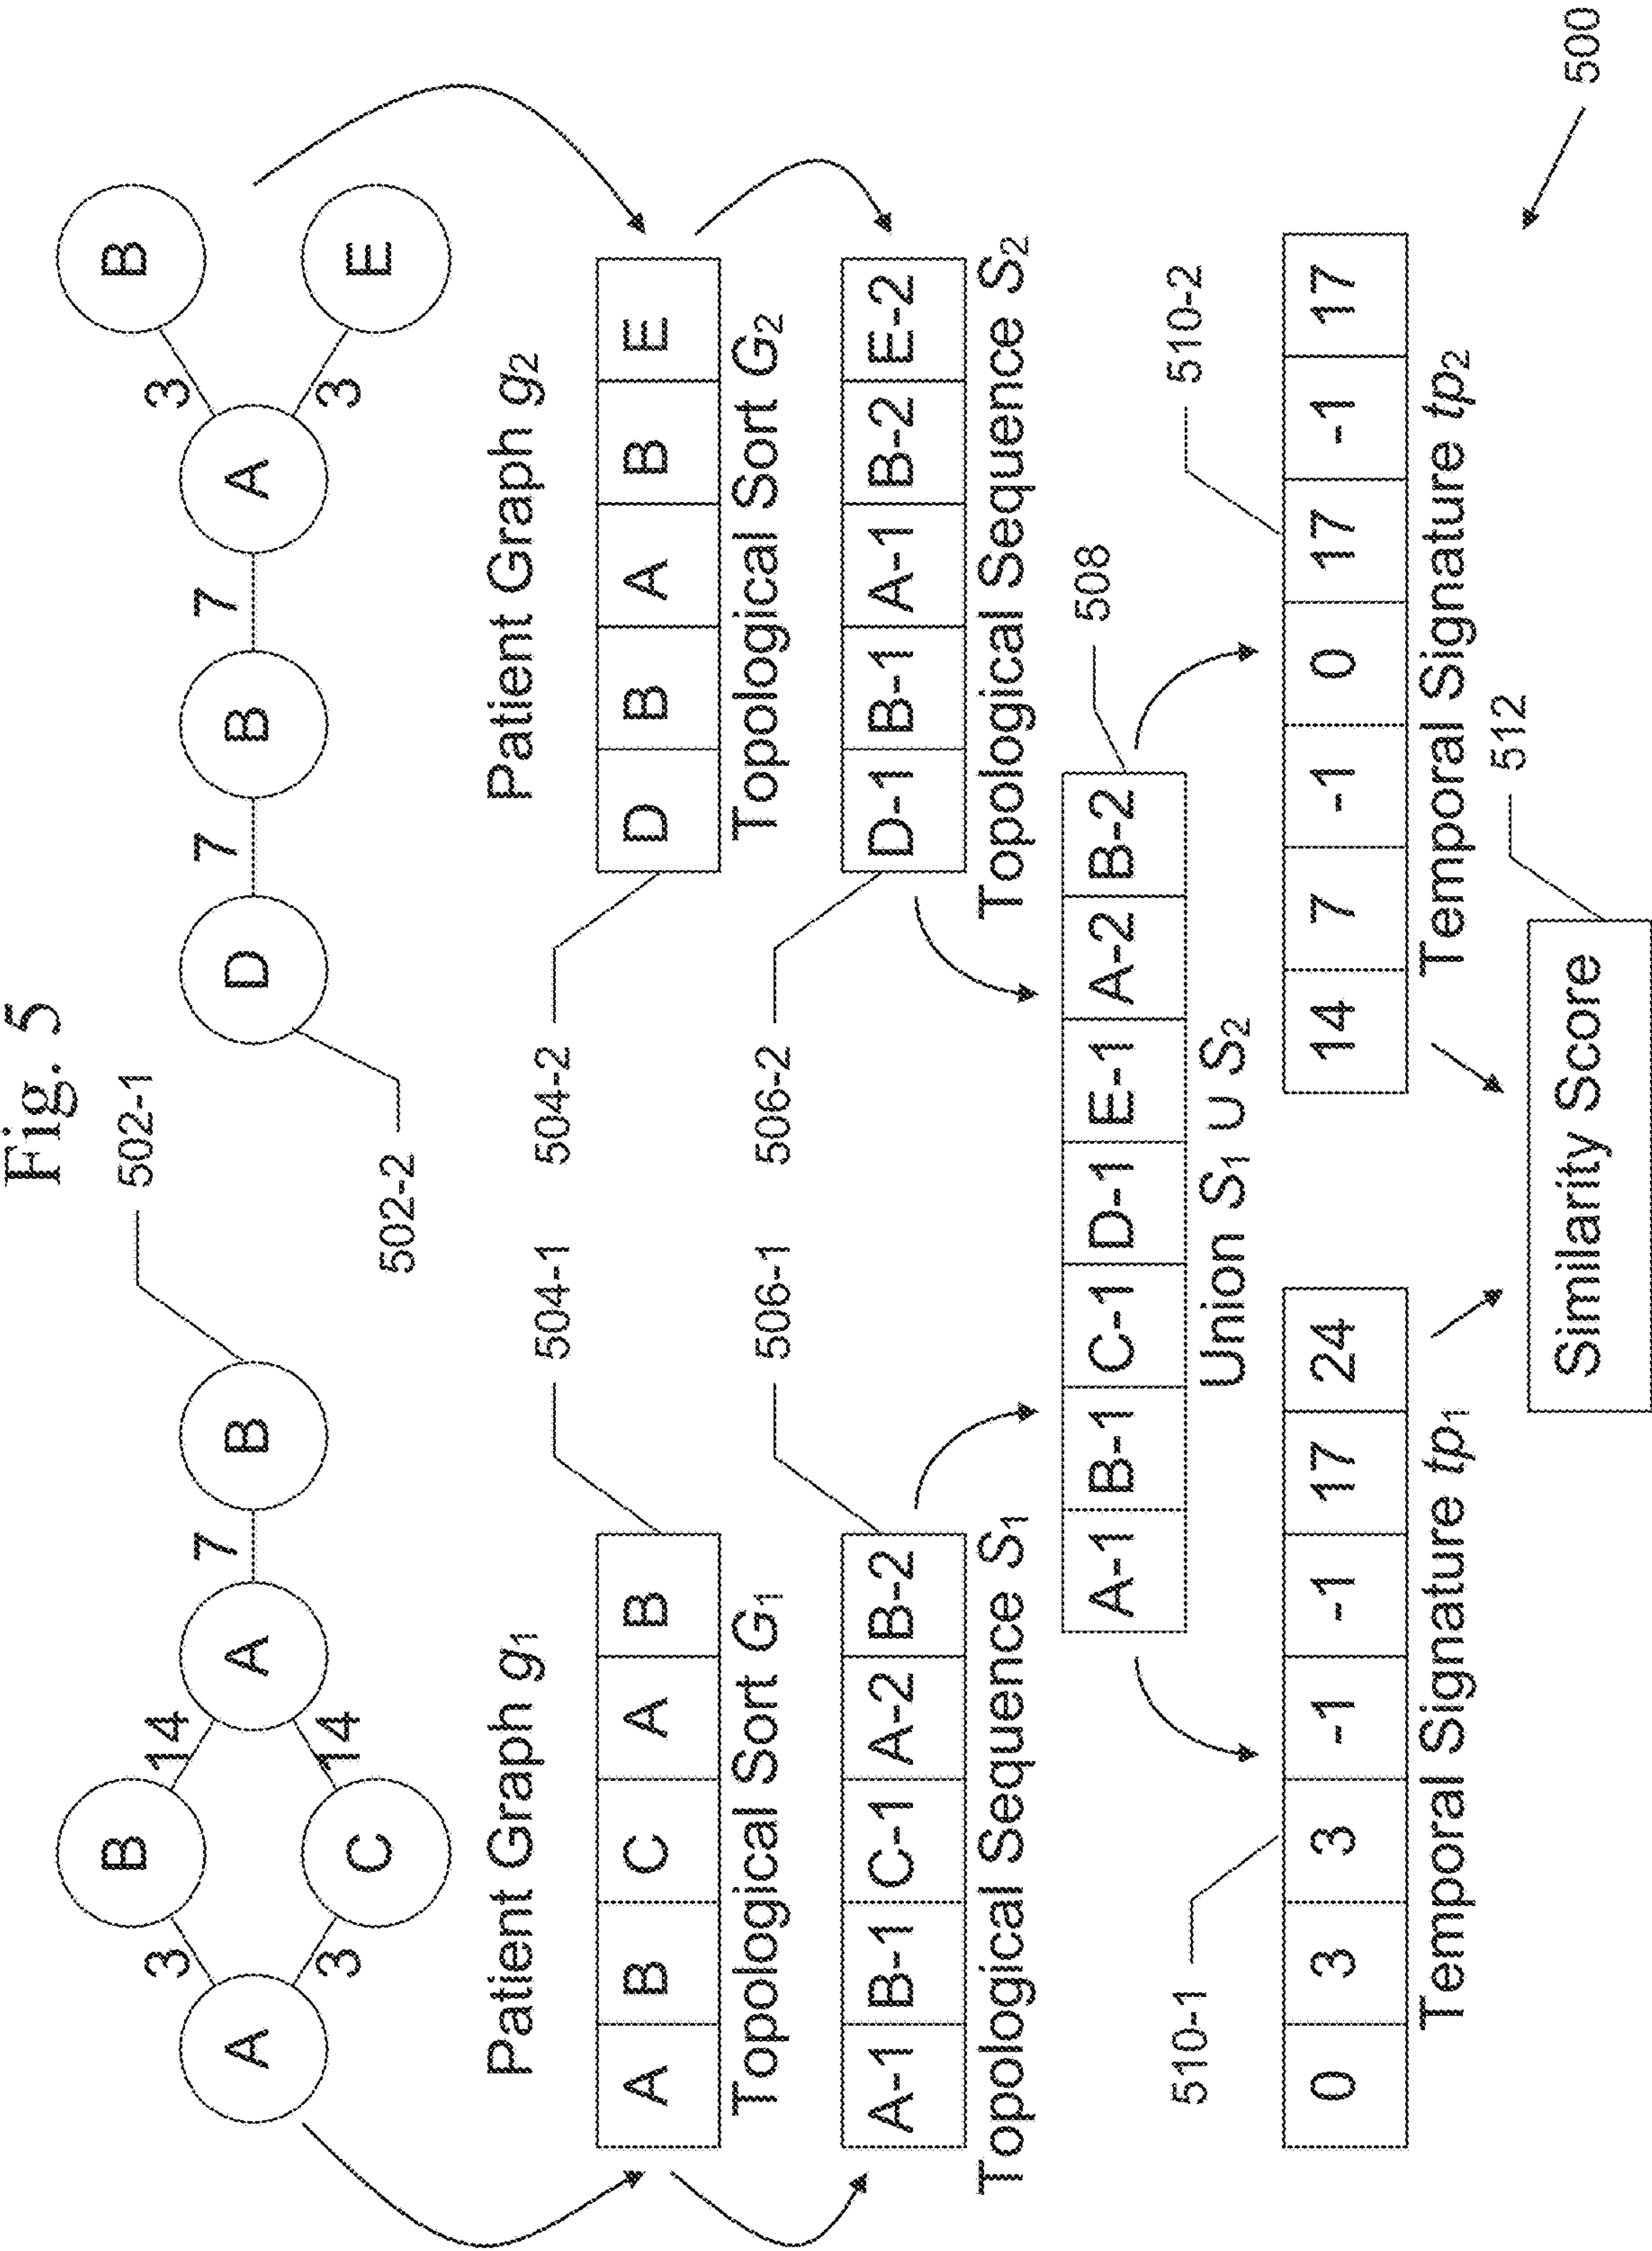 Fig. 5
502-1
502-2
A
3
3
B
C
14
14
A
7
B
D
7
B
7
A
3
3
B
E
Patient Graph g1
Patient Graph g2
504-1
504-2
A B C A B
D B A B E
Topological Sort G1
Topological Sort G2
506-1
506-2
A-1 B-1 C-1 A-2 B-2
D-1 B-1 A-1 B-2 E-2
Topological Sequence S1
Topological Sequence S2
508
A-1 B-1 C-1 D-1 E-1 A-2 B-2
Union S1 U S2
510-1
510-2
0 3 3 -1 -1 17 24
14 7 -1 0 17 -1 17
Temporal Signature tp1
Temporal Signature tp2
512
Similarity Score
500